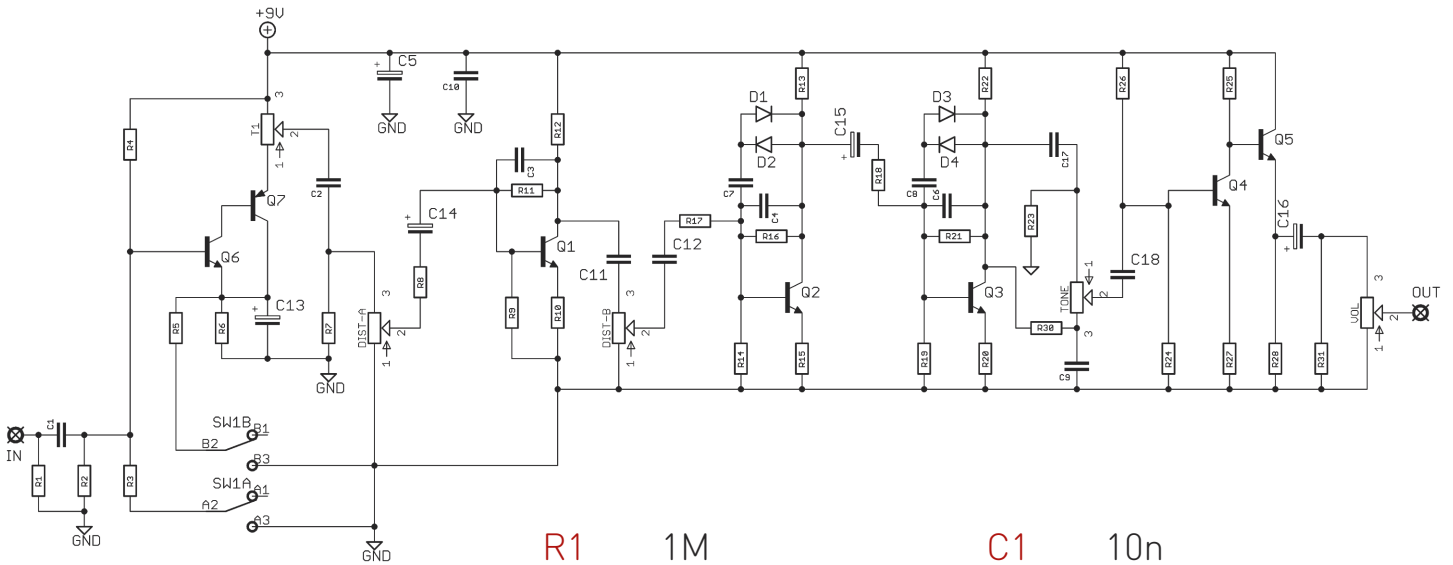 +9V
C5
C10
GND
GND
3
T1
2
1
R4
Q7
C2
Q6
C13
R5
R6
R7
GND
DIST-A
3
2
1
C14
R8
R12
C3
R11
Q1
R9
R10
C11
C12
DIST-B
3
2
1
R17
D1
D2
C7
C4
R16
R13
Q2
R14
R15
C15
R18
D3
D4
C8
C6
R21
R22
Q3
R19
R20
C17
R23
TONE
1
2
3
R30
C9
R26
C18
R24
Q4
R25
Q5
R27
R28
C16
R31
VOL
3
2
1
OUT
IN
C1
R1
R2
R3
GND
SW1B
B1
B2
B3
SW1A
A1
A2
A3
GND
R1 1M C1 10n